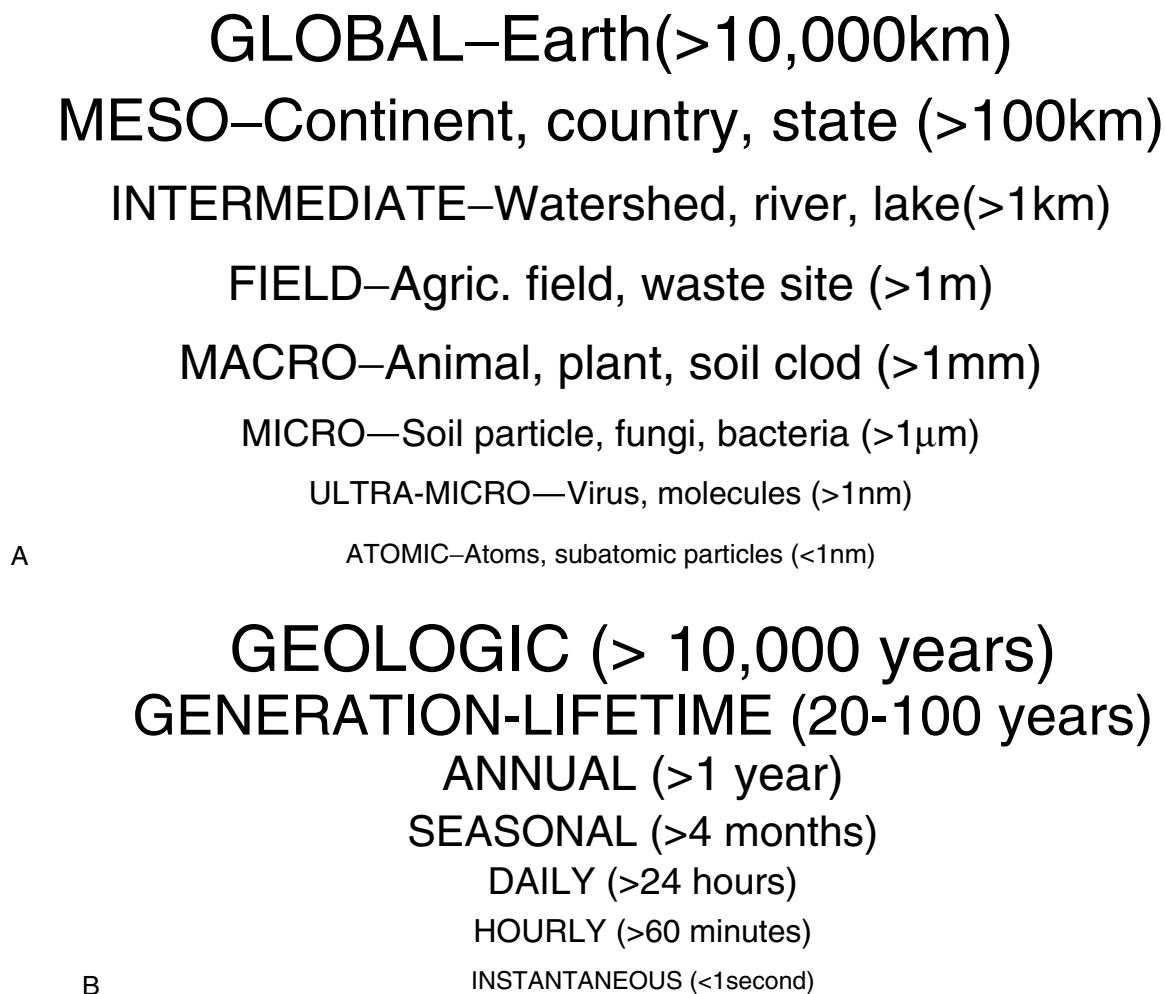 GLOBAL–Earth(>10,000km)
MESO–Continent, country, state (>100km)
INTERMEDIATE–Watershed, river, lake(>1km)
FIELD–Agric. field, waste site (>1m)
MACRO–Animal, plant, soil clod (>1mm)
MICRO—Soil particle, fungi, bacteria (>1μm)
ULTRA-MICRO—Virus, molecules (>1nm)
A ATOMIC–Atoms, subatomic particles (<1nm)
GEOLOGIC (> 10,000 years)
GENERATION-LIFETIME (20-100 years)
ANNUAL (>1 year)
SEASONAL (>4 months)
DAILY (>24 hours)
HOURLY (>60 minutes)
B INSTANTANEOUS (<1second)